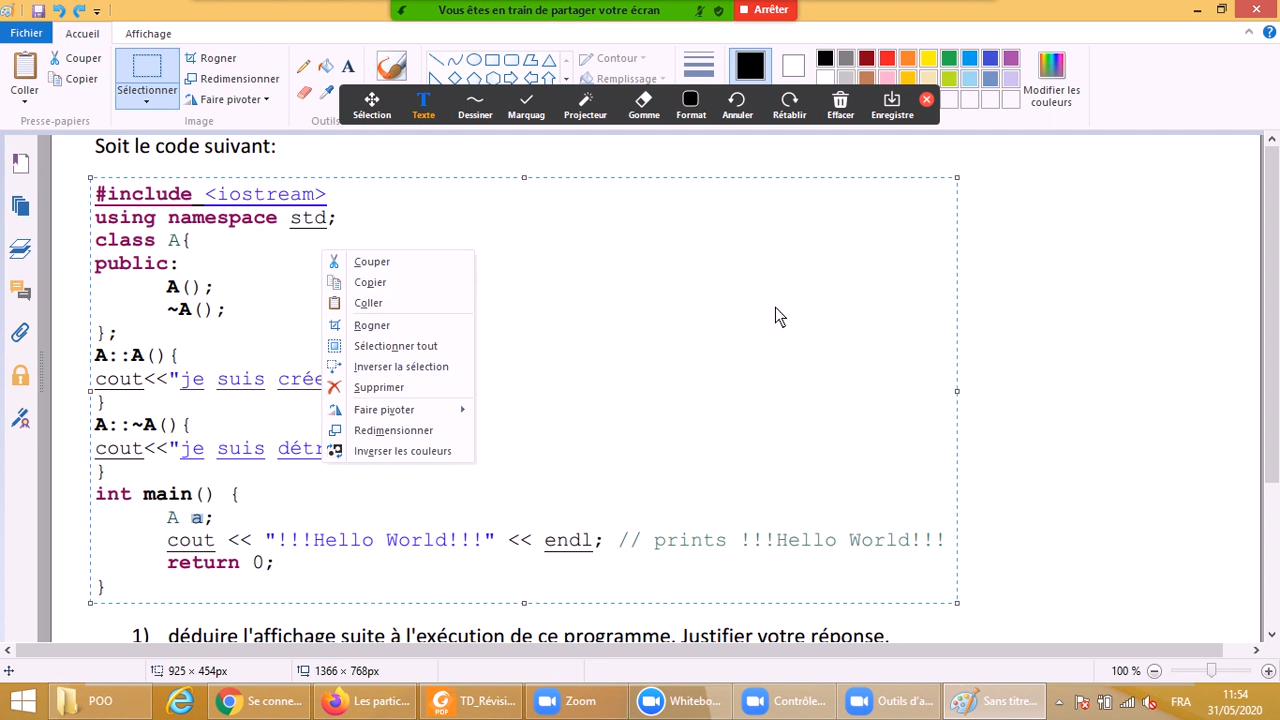 Vous êtes en train de partager votre écran
Arrêter
Fichier
Accueil
Affichage
Coller
Couper
Copier
Presse-papiers
Sélection
Rogner
Redimensionner
Faire pivoter
Image
Outils
Contour
Remplissage
Modifier les couleurs
Sélection
Texte
Dessiner
Marquag
Projecteur
Gomme
Format
Annuler
Rétablir
Effacer
Enregistre
Soit le code suivant:
#include <iostream>
using namespace std;
class A{
public:
A();
~A();
};
A::A(){
cout<<"je suis crée
}
A::~A(){
cout<<"je suis détr
}
int main() {
A a;
cout << "!!!Hello World!!!" << endl; // prints !!!Hello World!!!
return 0;
}
Couper
Copier
Coller
Rogner
Sélectionner tout
Inverser la sélection
Supprimer
Faire pivoter
Redimensionner
Inverser les couleurs
1) déduire l'affichage suite à l'exécution de ce programme. Justifier votre réponse.
925 × 454px
1366 × 768px
100 %
POO
Se conne...
Les partic...
TD_Révisi...
Zoom
Whitebo...
Contrôle...
Outils d'a...
Sans titre...
FRA
11:54
31/05/2020